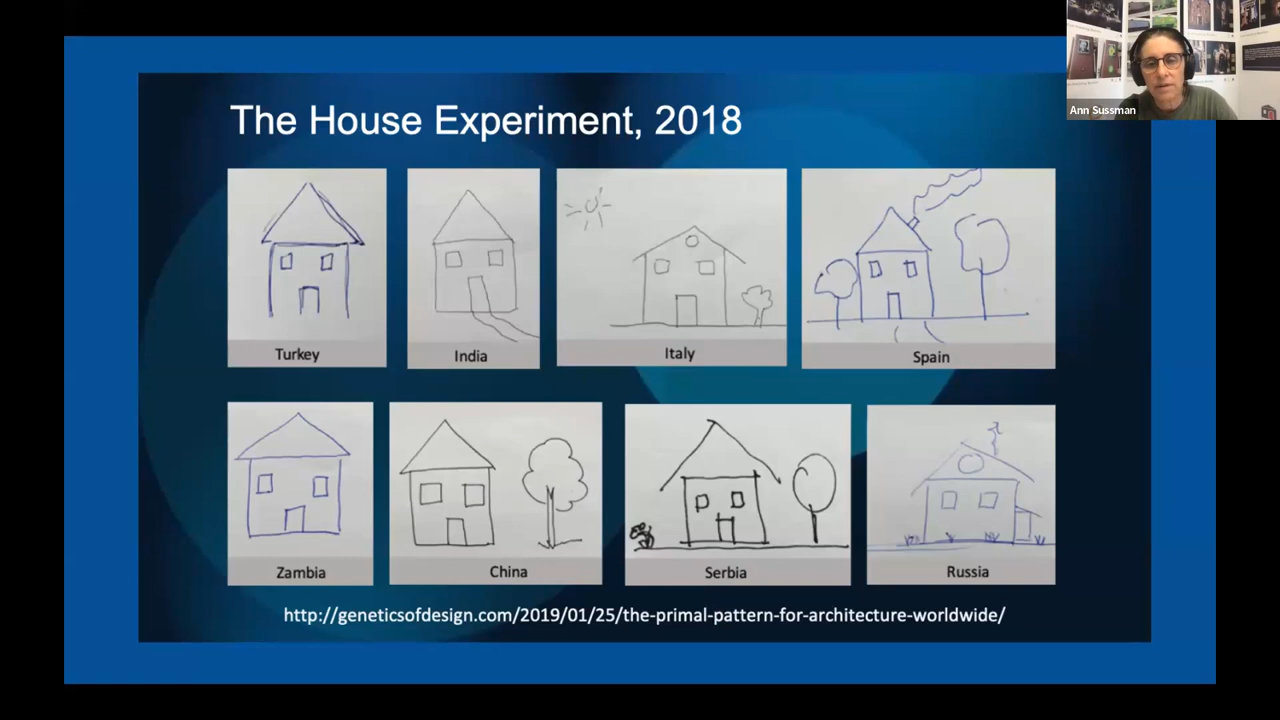 Ann Sussman
The House Experiment, 2018
Turkey
India
Italy
Spain
Zambia
China
Serbia
Russia
http://geneticsofdesign.com/2019/01/25/the-primal-pattern-for-architecture-worldwide/